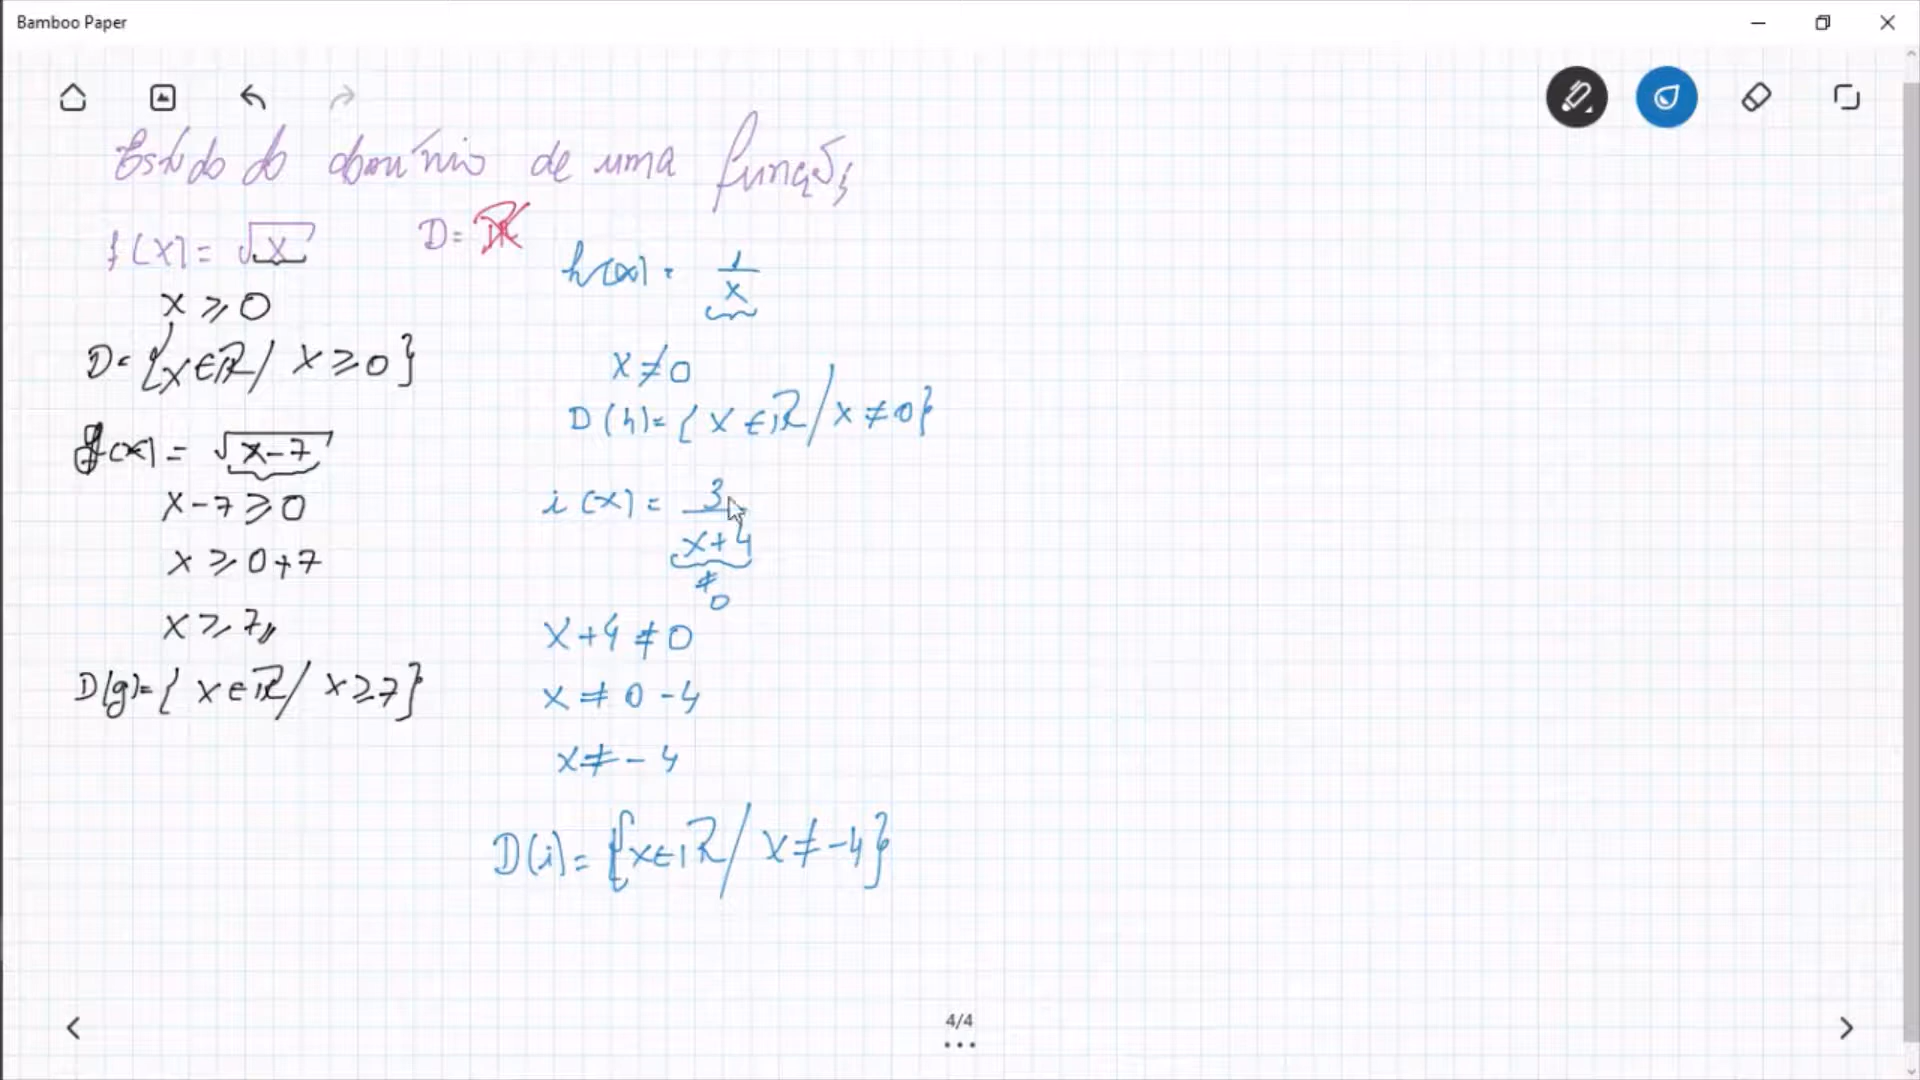 Bamboo Paper
Estudo do domínio de uma função
f(x) = √x D = ℝ
x ≥ 0
D = {x ∈ ℝ / x ≥ 0}
g(x) = √x-7
x - 7 ≥ 0
x ≥ 0 + 7
x ≥ 7
D(g) = { x ∈ ℝ / x ≥ 7}
h(x) = 1/x
x ≠ 0
D(h) = { x ∈ ℝ / x ≠ 0}
i(x) = 3/x+4
≠
0
x + 4 ≠ 0
x ≠ 0 - 4
x ≠ - 4
D(i) = {x ∈ ℝ / x ≠ -4}
4/4